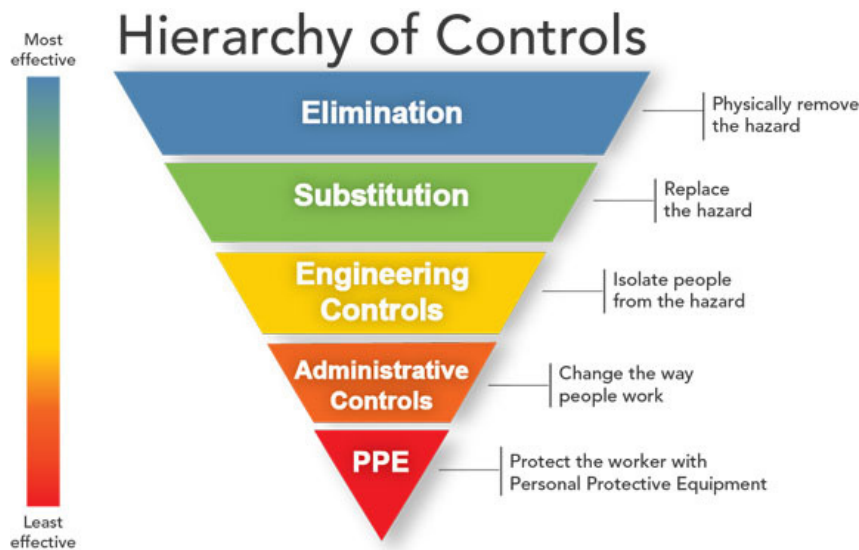 Hierarchy of Controls
Most
effective
Elimination
Physically remove
the hazard
Substitution
Replace
the hazard
Engineering
Controls
Isolate people
from the hazard
Administrative
Controls
Change the way
people work
PPE
Protect the worker with
Personal Protective Equipment
Least
effective